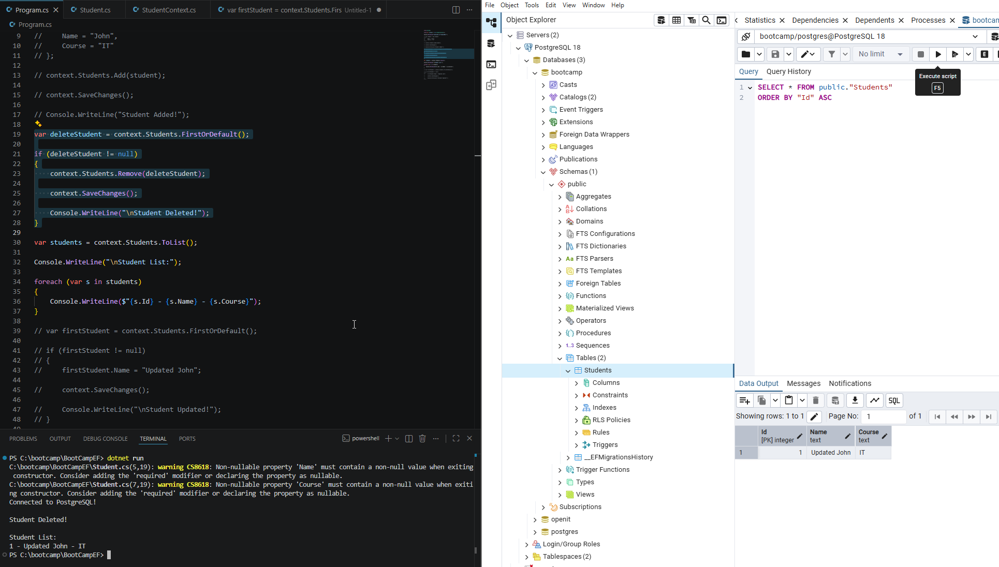 Program.cs
Student.cs
StudentContext.cs
var firstStudent = context.Students.Firs Untitled-1
Program.cs
9 //     Name = "John",
10 //     Course = "IT"
11 // };
12
13 // context.Students.Add(student);
14
15 // context.SaveChanges();
16
17 // Console.WriteLine("Student Added!");
18
19 var deleteStudent = context.Students.FirstOrDefault();
20
21 if (deleteStudent != null)
22 {
23     context.Students.Remove(deleteStudent);
24
25     context.SaveChanges();
26
27     Console.WriteLine("\nStudent Deleted!");
28 }
29
30 var students = context.Students.ToList();
31
32 Console.WriteLine("\nStudent List:");
33
34 foreach (var s in students)
35 {
36     Console.WriteLine($"{s.Id} - {s.Name} - {s.Course}");
37 }
38
39 // var firstStudent = context.Students.FirstOrDefault();
40
41 // if (firstStudent != null)
42 // {
43 //     firstStudent.Name = "Updated John";
44
45 //     context.SaveChanges();
46
47 //     Console.WriteLine("\nStudent Updated!");
48 // }
PROBLEMS OUTPUT DEBUG CONSOLE TERMINAL PORTS
powershell
PS C:\bootcamp\BootCampEF> dotnet run
C:\bootcamp\BootCampEF\Student.cs(5,19): warning CS8618: Non-nullable property 'Name' must contain a non-null value when exiting
constructor. Consider adding the 'required' modifier or declaring the property as nullable.
C:\bootcamp\BootCampEF\Student.cs(7,19): warning CS8618: Non-nullable property 'Course' must contain a non-null value when exiti
ng constructor. Consider adding the 'required' modifier or declaring the property as nullable.
Connected to PostgreSQL!
Student Deleted!
Student List:
1 - Updated John - IT
PS C:\bootcamp\BootCampEF>
File Object Tools Edit View Window Help
Object Explorer
Servers (2)
PostgreSQL 18
Databases (3)
bootcamp
Casts
Catalogs (2)
Event Triggers
Extensions
Foreign Data Wrappers
Languages
Publications
Schemas (1)
public
Aggregates
Collations
Domains
FTS Configurations
FTS Dictionaries
Aa FTS Parsers
FTS Templates
Foreign Tables
Functions
Materialized Views
Operators
Procedures
1..3 Sequences
Tables (2)
Students
Columns
Constraints
Indexes
RLS Policies
Rules
Triggers
__EFMigrationsHistory
Trigger Functions
Types
Views
Subscriptions
openit
postgres
Login/Group Roles
Tablespaces (2)
Statistics Dependencies Dependents Processes bootcam
bootcamp/postgres@PostgreSQL 18
No limit
E
Query Query History
Execute script
F5
1 SELECT * FROM public."Students"
2 ORDER BY "Id" ASC
Data Output Messages Notifications
SQL
Showing rows: 1 to 1 Page No: 1 of 1
Id Name Course
[PK] integer text text
1 1 Updated John IT